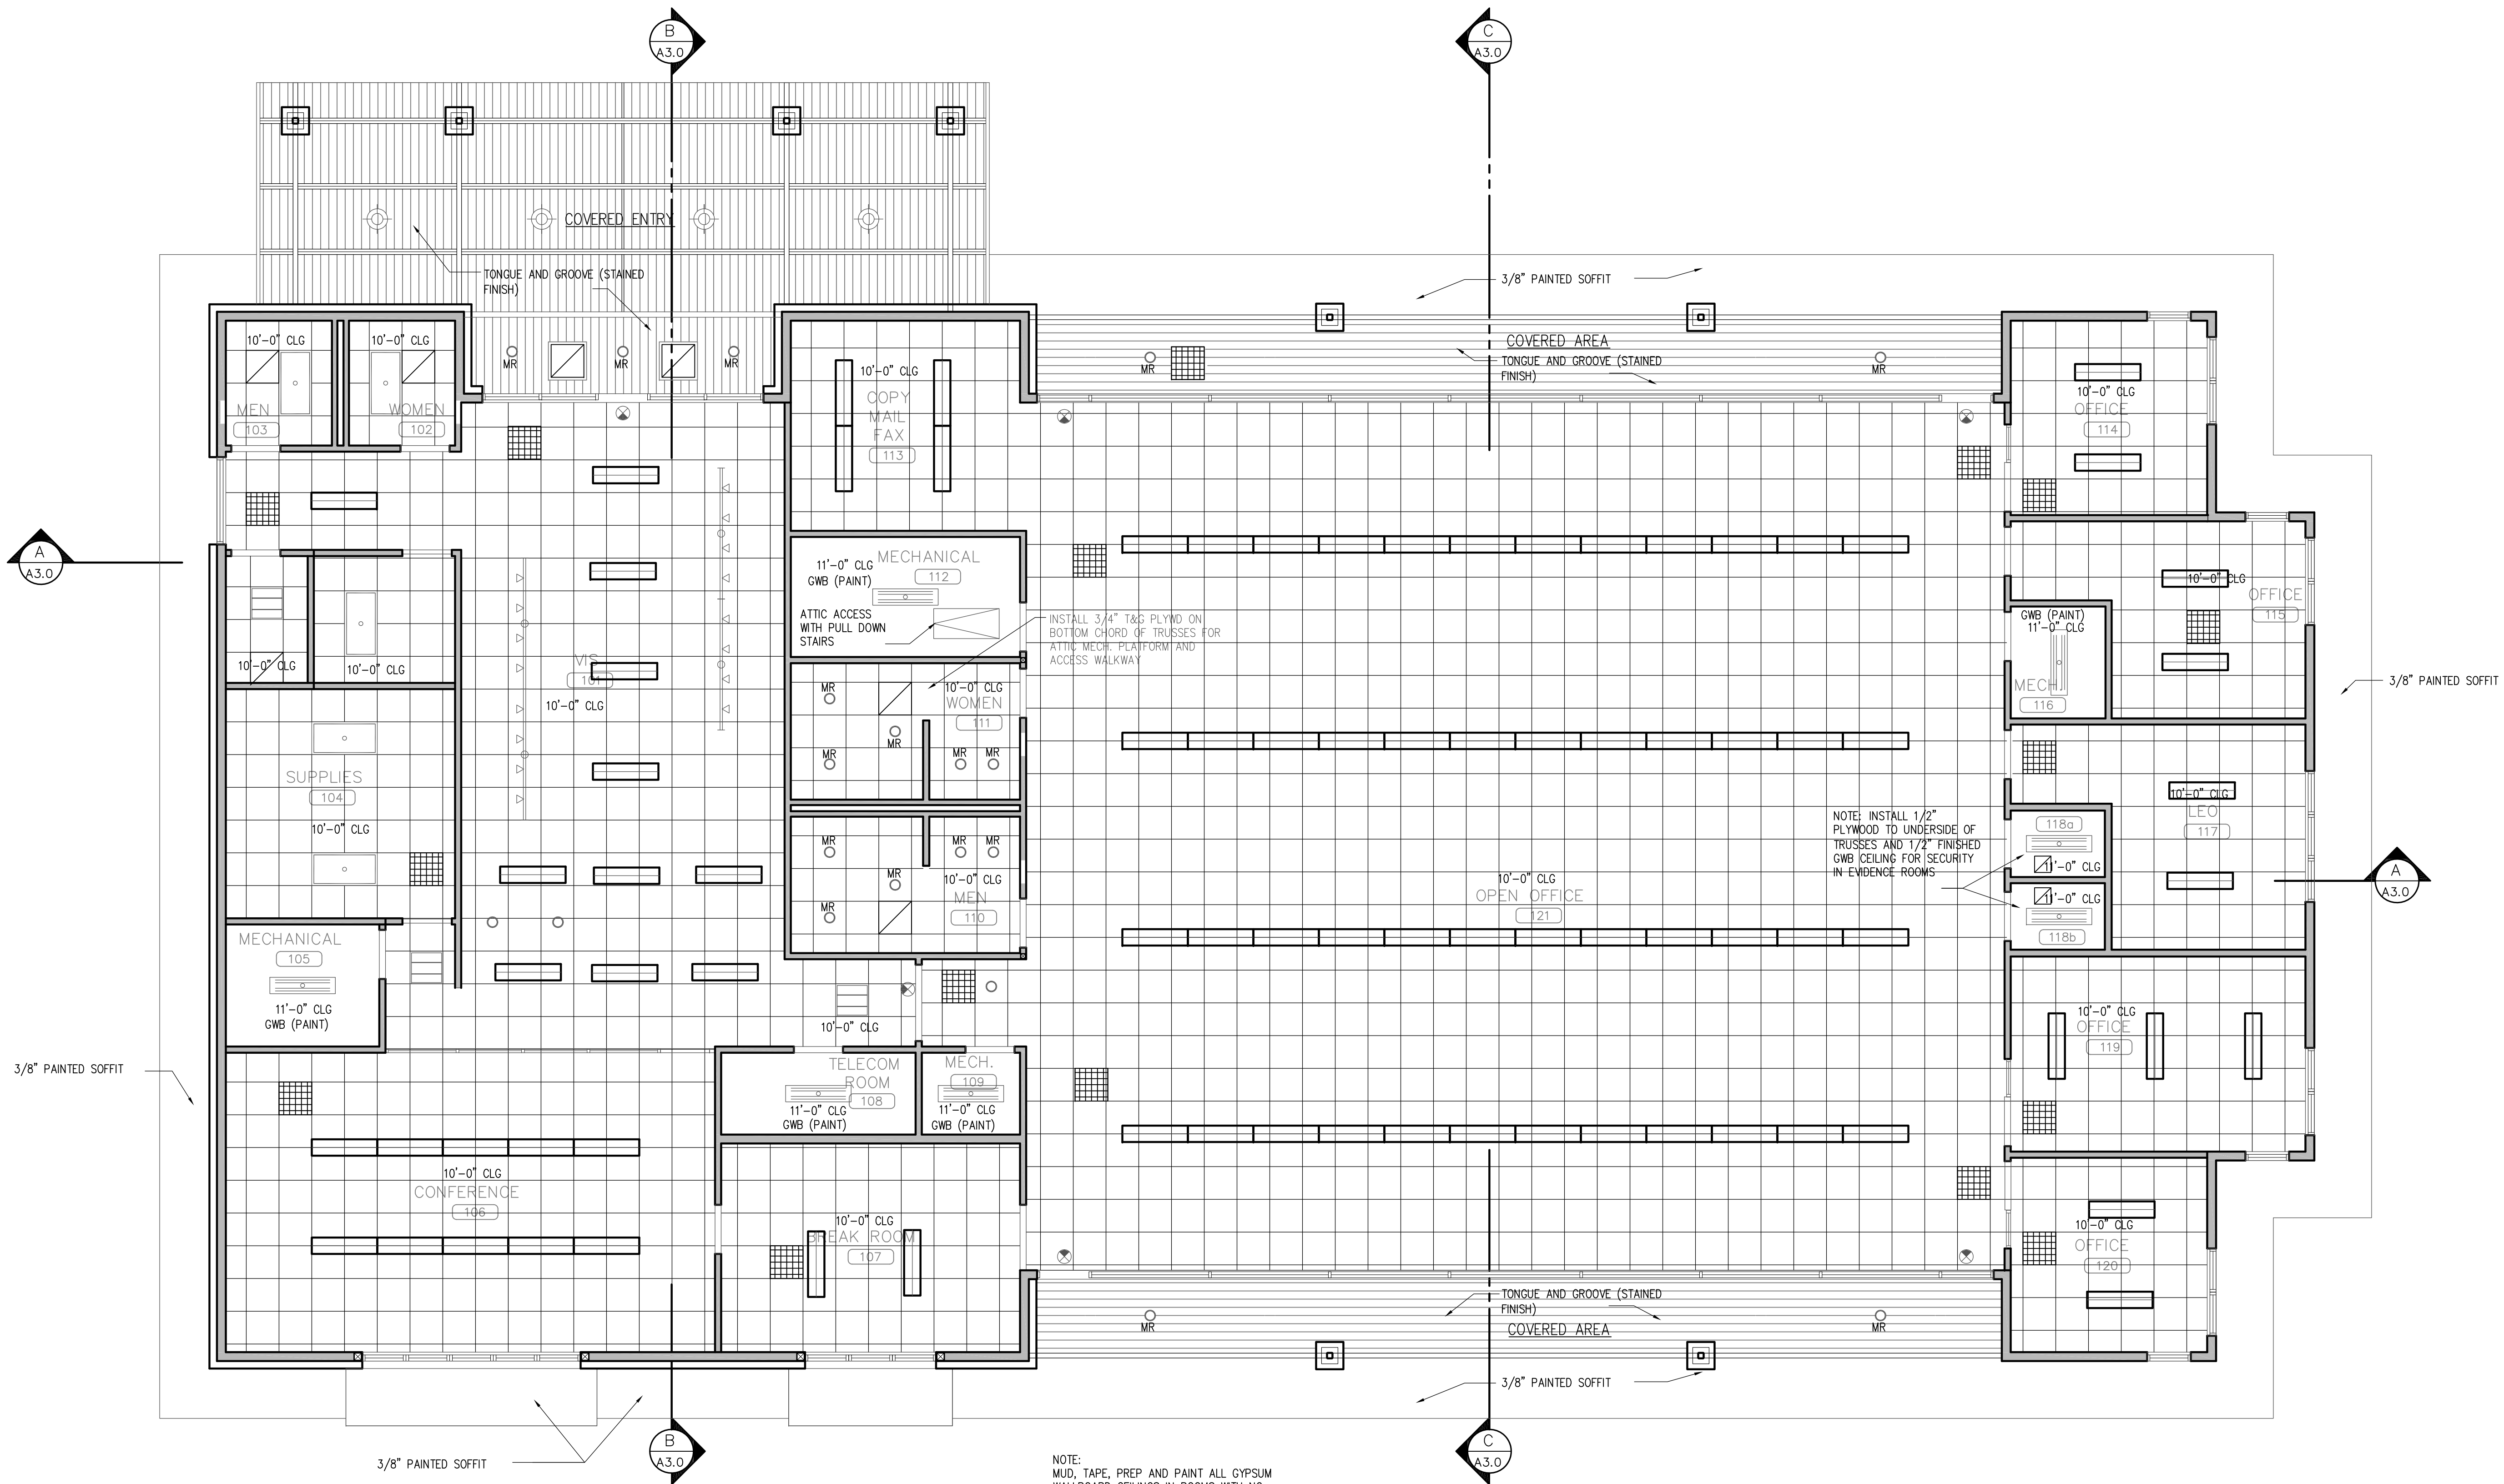 B
A3.0
C
A3.0
COVERED ENTRY
TONGUE AND GROOVE (STAINED
FINISH)
3/8" PAINTED SOFFIT
10'-0" CLG
10'-0" CLG
MEN
103
WOMEN
102
MR
MR
MR
10'-0" CLG
COPY
MAIL
FAX
113
COVERED AREA
TONGUE AND GROOVE (STAINED
FINISH)
MR
MR
10'-0" CLG
OFFICE
114
A
A3.0
MECHANICAL
112
11'-0" CLG
GWB (PAINT)
ATTIC ACCESS
WITH PULL DOWN
STAIRS
INSTALL 3/4" T&G PLYWD ON
BOTTOM CHORD OF TRUSSES FOR
ATTIC MECH. PLATFORM AND
ACCESS WALKWAY
10'-0" CLG
OFFICE
115
GWB (PAINT)
11'-0" CLG
MECH.
116
10'-0" CLG
10'-0" CLG
VIS
101
10'-0" CLG
MR
10'-0" CLG
WOMEN
111
MR
MR
MR
MR
3/8" PAINTED SOFFIT
SUPPLIES
104
10'-0" CLG
MR
MR
MR
MR
10'-0" CLG
MEN
110
MR
10'-0" CLG
OPEN OFFICE
121
NOTE: INSTALL 1/2"
PLYWOOD TO UNDERSIDE OF
TRUSSES AND 1/2" FINISHED
GWB CEILING FOR SECURITY
IN EVIDENCE ROOMS
118a
11'-0" CLG
11'-0" CLG
118b
10'-0" CLG
LEO
117
A
A3.0
MECHANICAL
105
11'-0" CLG
GWB (PAINT)
10'-0" CLG
10'-0" CLG
OFFICE
119
3/8" PAINTED SOFFIT
TELECOM
ROOM
108
11'-0" CLG
GWB (PAINT)
MECH.
109
11'-0" CLG
GWB (PAINT)
10'-0" CLG
CONFERENCE
106
10'-0" CLG
BREAK ROOM
107
10'-0" CLG
OFFICE
120
TONGUE AND GROOVE (STAINED
FINISH)
MR
COVERED AREA
MR
3/8" PAINTED SOFFIT
3/8" PAINTED SOFFIT
B
A3.0
C
A3.0
NOTE:
MUD, TAPE, PREP AND PAINT ALL GYPSUM
WALLBOARD CEILINGS IN ROOMS WITH NO